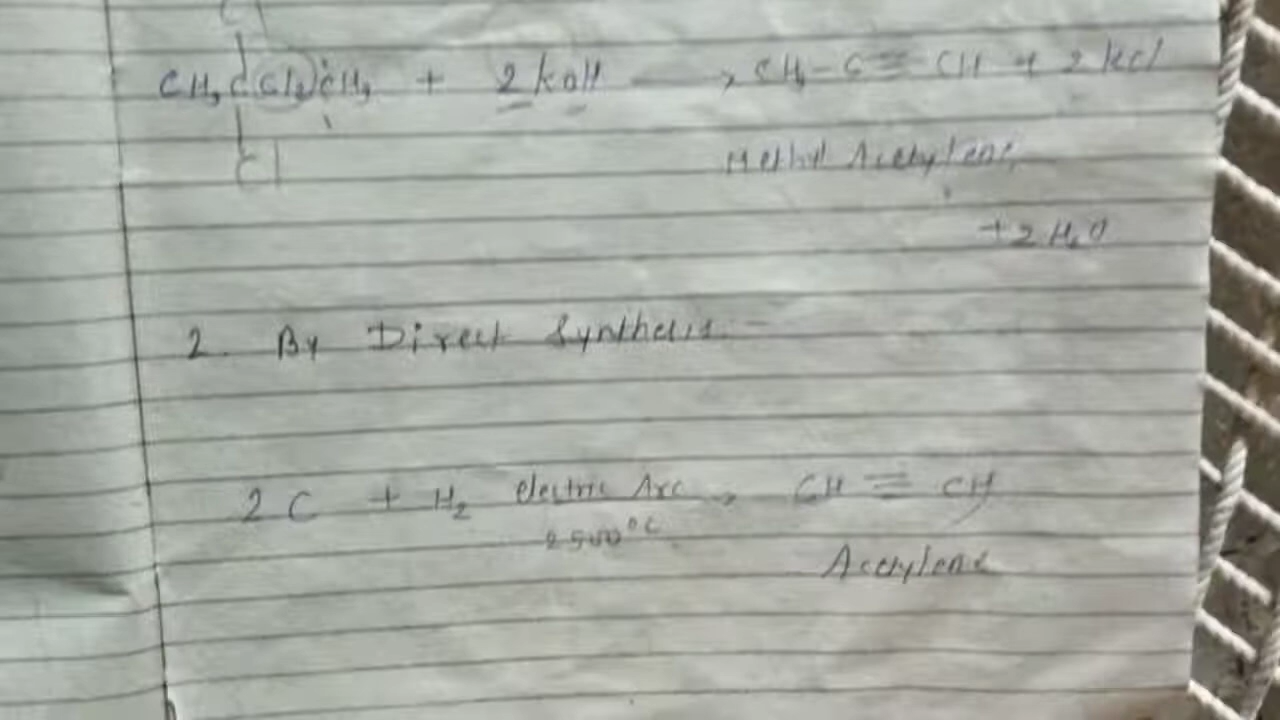 Cl
CH3 C CH3 + 2 KOH → CH3 - C ≡ CH + 2 KCl
Cl
Methyl Acetylene
+ 2 H2O
2. By Direct Synthesis -
2 C + H2 electric Arc → CH ≡ CH
2500°C
Acetylene